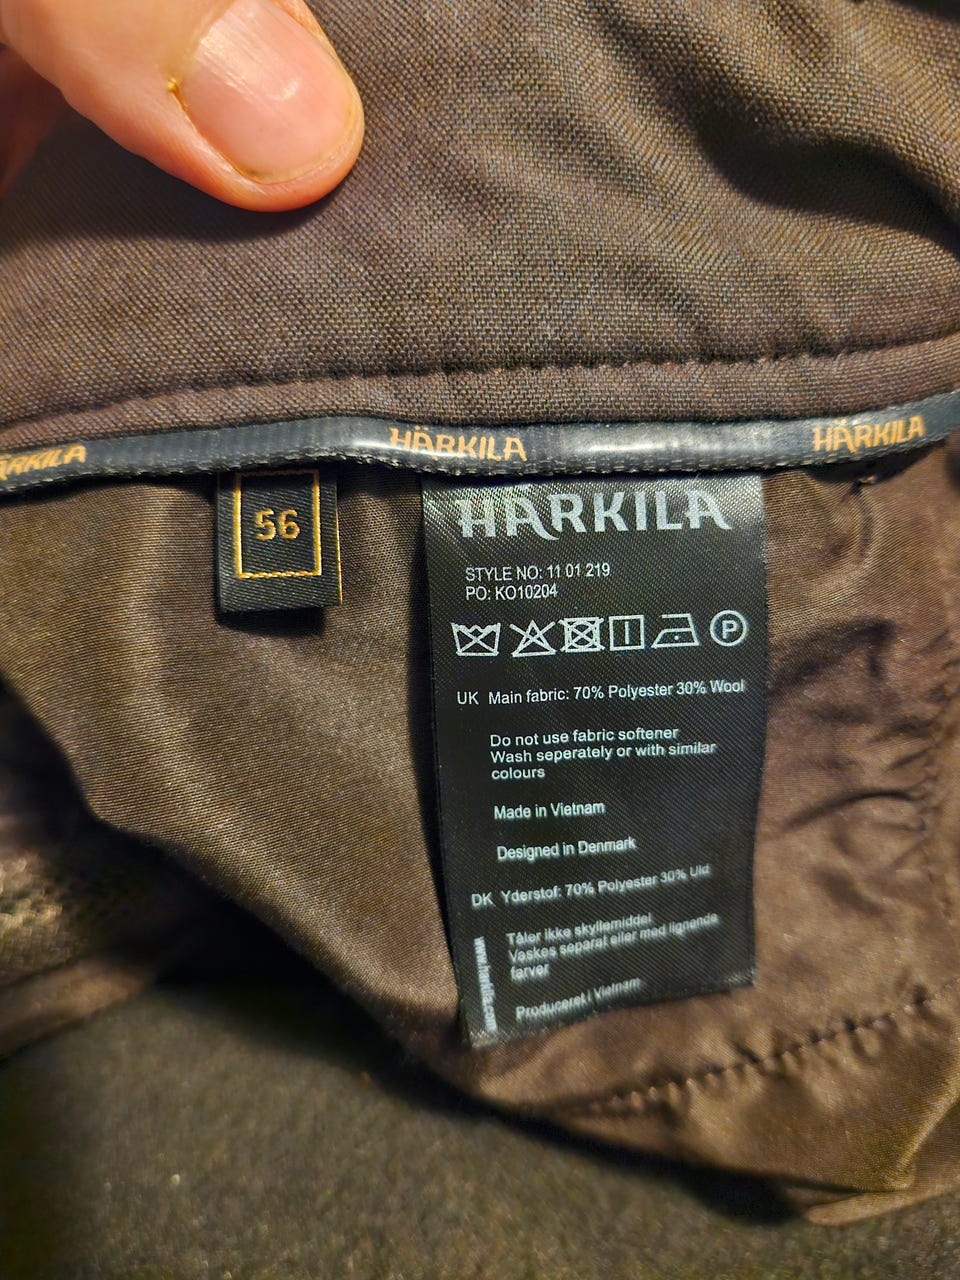 HÄRKILA
HÄRKILA
HÄRKILA
56
HÄRKILA
STYLE NO: 11 01 219
PO: KO10204
P
UK Main fabric: 70% Polyester 30% Wool
Do not use fabric softener
Wash seperately or with similar
colours
Made in Vietnam
Designed in Denmark
DK Yderstof: 70% Polyester 30% Uld
Tåler ikke skyllemiddel
Vaskes separat eller med lignende
farver
Produceret i Vietnam